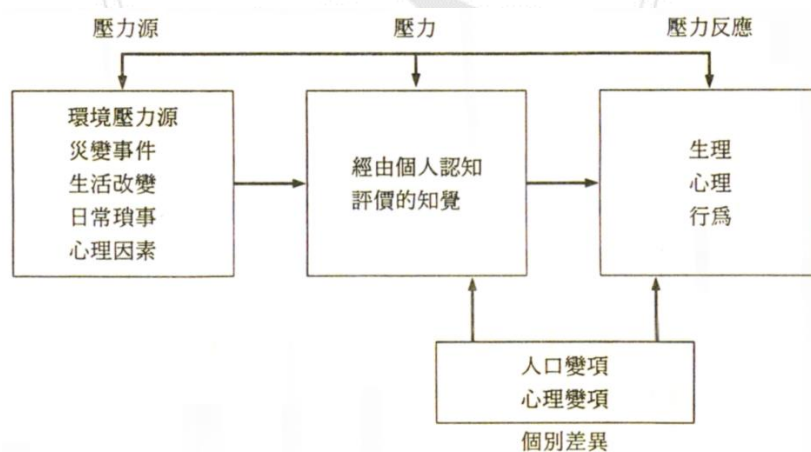 壓力源
壓力
壓力反應
環境壓力源
災變事件
生活改變
日常瑣事
心理因素
經由個人認知
評價的知覺
生理
心理
行為
人口變項
心理變項
個別差異